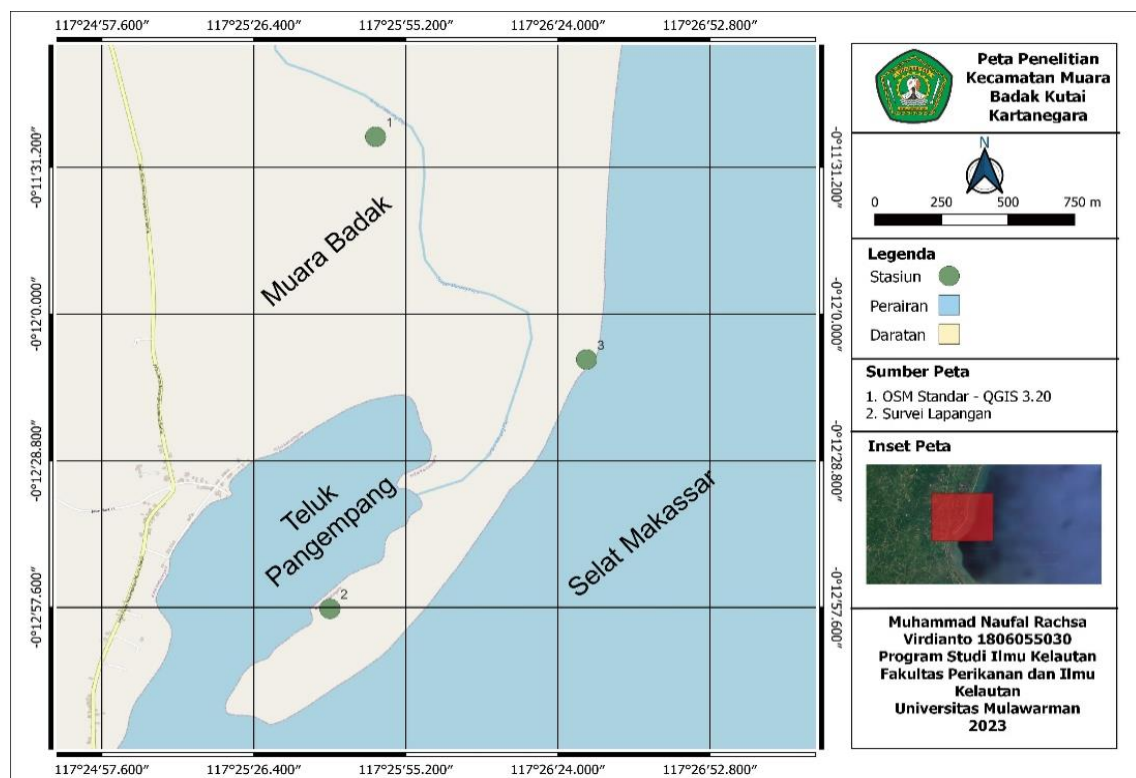 117°24'57.600" 117°25'26.400" 117°25'55.200" 117°26'24.000" 117°26'52.800"
-0°11'31.200" -0°11'31.200"
-0°12'0.000" -0°12'0.000"
-0°12'28.800" -0°12'28.800"
-0°12'57.600" -0°12'57.600"
1
Muara Badak
3
Teluk
Pangempang
Selat Makassar
2
117°24'57.600" 117°25'26.400" 117°25'55.200" 117°26'24.000" 117°26'52.800"
Peta Penelitian
Kecamatan Muara
Badak Kutai
Kartanegara
N
0 250 500 750 m
Legenda
Stasiun
Perairan
Daratan
Sumber Peta
1. OSM Standar - QGIS 3.20
2. Survei Lapangan
Inset Peta
Muhammad Naufal Rachsa
Virdianto 1806055030
Program Studi Ilmu Kelautan
Fakultas Perikanan dan Ilmu
Kelautan
Universitas Mulawarman
2023